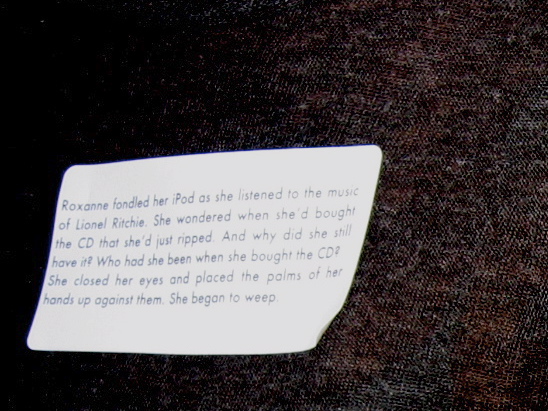 Roxanne fondled her iPod as she listened to the music
of Lionel Ritchie. She wondered when she'd bought
the CD that she'd just ripped. And why did she still
have it? Who had she been when she bought the CD?
She closed her eyes and placed the palms of her
hands up against them. She began to weep.